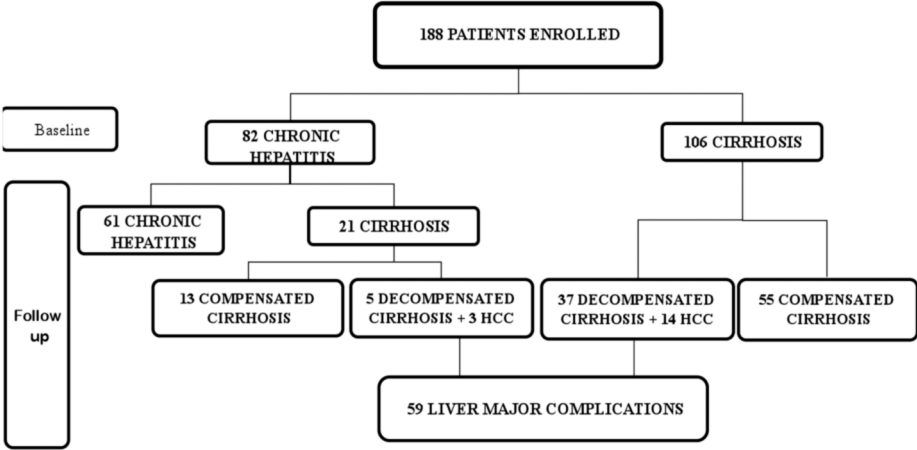 188 PATIENTS ENROLLED
Baseline
82 CHRONIC
HEPATITIS
106 CIRRHOSIS
61 CHRONIC
HEPATITIS
21 CIRRHOSIS
Follow
up
13 COMPENSATED
CIRRHOSIS
5 DECOMPENSATED
CIRRHOSIS + 3 HCC
37 DECOMPENSATED
CIRRHOSIS + 14 HCC
55 COMPENSATED
CIRRHOSIS
59 LIVER MAJOR COMPLICATIONS